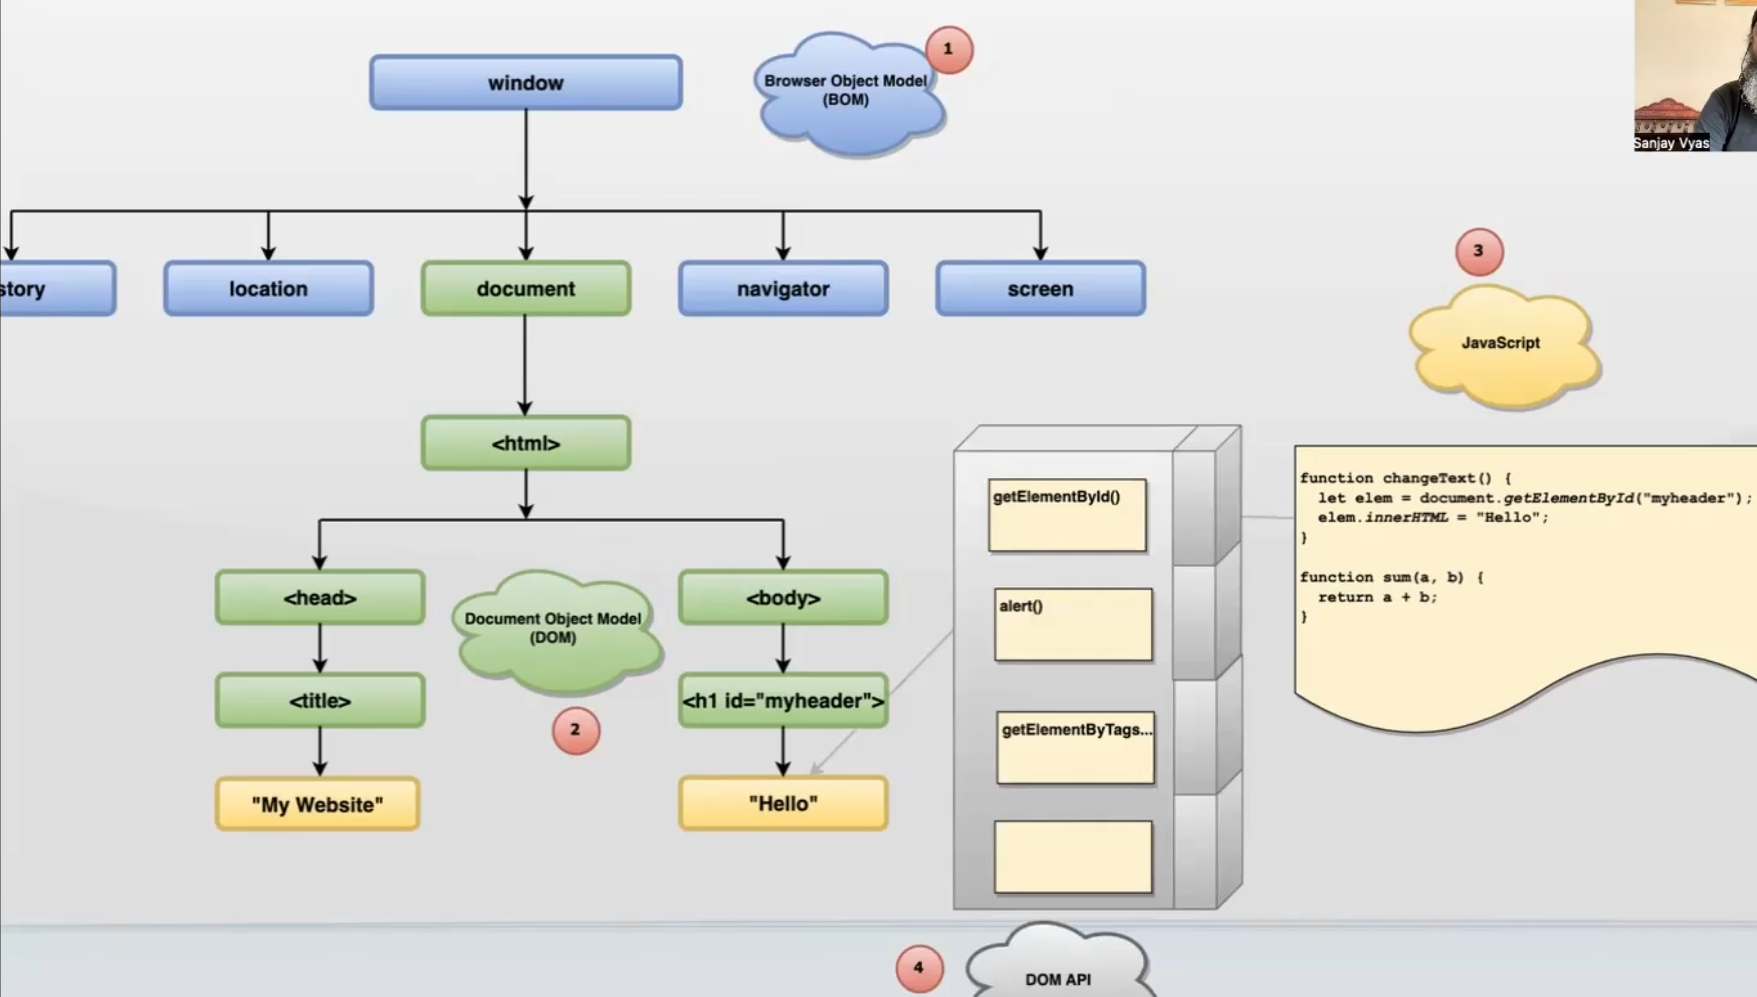 window
Browser Object Model
(BOM)
1
Sanjay Vyas
story
location
document
navigator
screen
3
JavaScript
<html>
<head>
Document Object Model
(DOM)
2
<body>
<title>
<h1 id="myheader">
"My Website"
"Hello"
getElementById()
alert()
getElementByTags...
function changeText() {
let elem = document.getElementById("myheader");
elem.innerHTML = "Hello";
}
function sum(a, b) {
return a + b;
}
4
DOM API